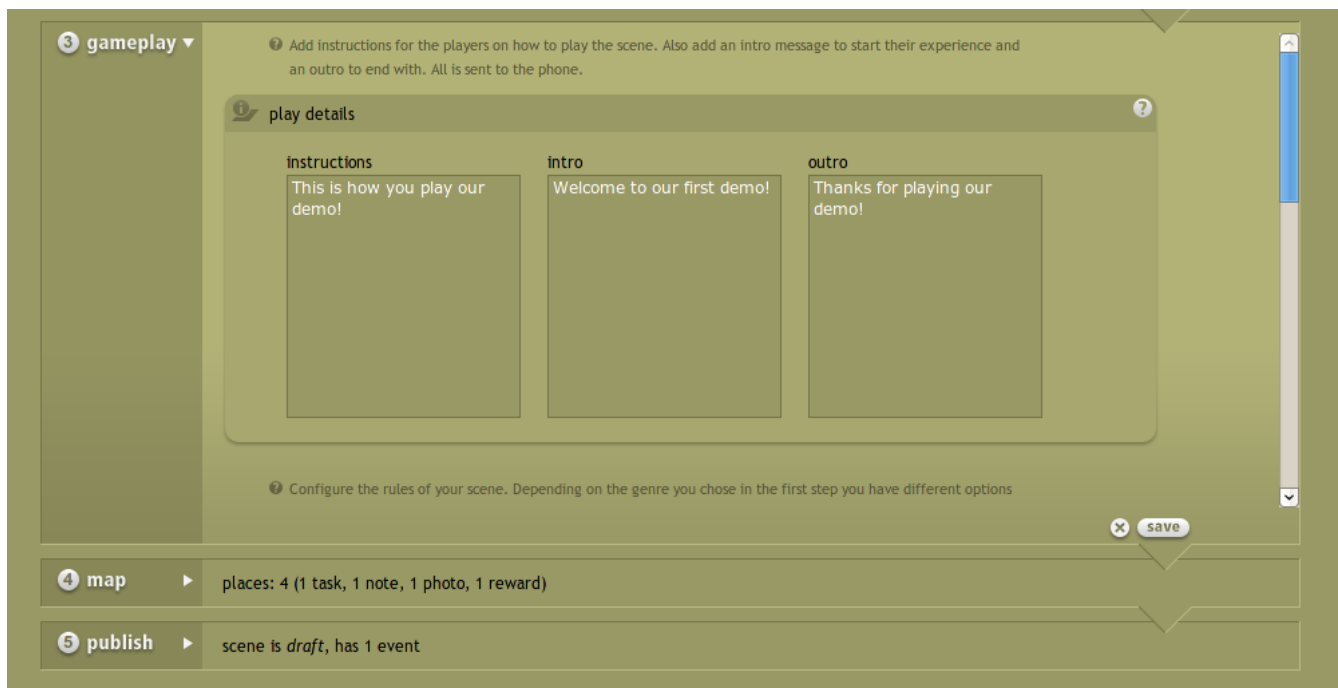 3 gameplay
Add instructions for the players on how to play the scene. Also add an intro message to start their experience and
an outro to end with. All is sent to the phone.
play details
instructions
This is how you play our
demo!
intro
Welcome to our first demo!
outro
Thanks for playing our
demo!
Configure the rules of your scene. Depending on the genre you chose in the first step you have different options
save
4 map
places: 4 (1 task, 1 note, 1 photo, 1 reward)
5 publish
scene is draft, has 1 event